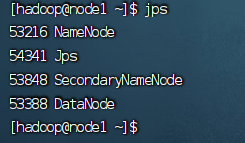 [hadoop@node1 ~]$ jps
53216 NameNode
54341 Jps
53848 SecondaryNameNode
53388 DataNode
[hadoop@node1 ~]$